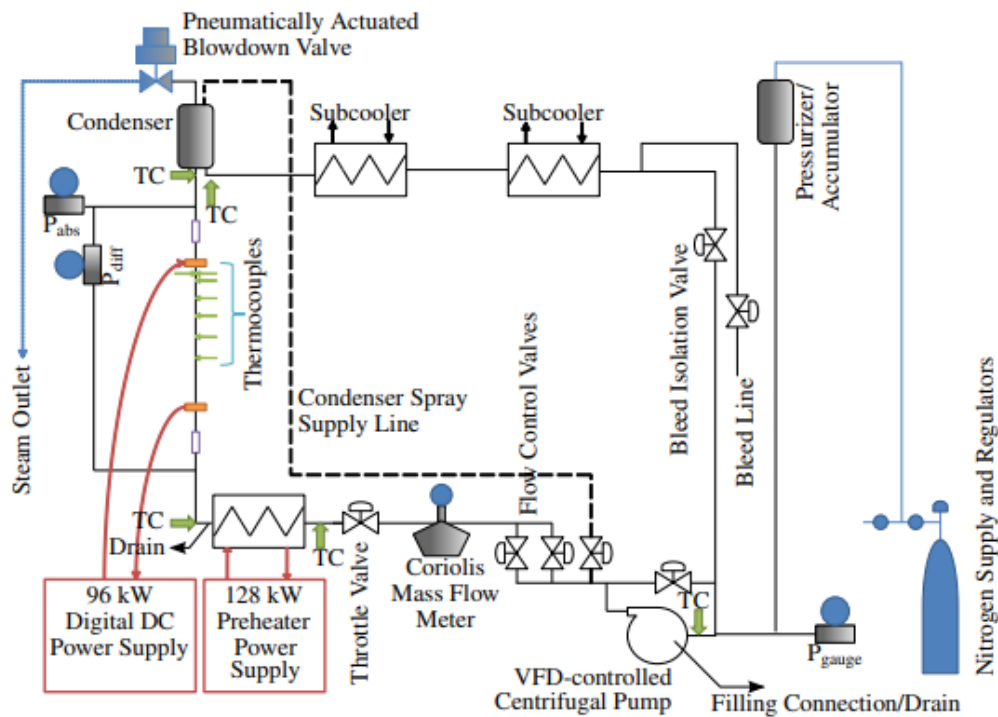 Pneumatically Actuated
Blowdown Valve
Condenser
Subcooler
Subcooler
Pressurizer/
Accumulator
TC
TC
P_abs
P_diff
Thermocouples
Steam Outlet
Condenser Spray
Supply Line
Flow Control Valves
Bleed Isolation Valve
Bleed Line
Nitrogen Supply and Regulators
TC
Drain
TC
Throttle Valve
Coriolis
Mass Flow
Meter
TC
P_gauge
96 kW
Digital DC
Power Supply
128 kW
Preheater
Power
Supply
VFD-controlled
Centrifugal Pump
Filling Connection/Drain